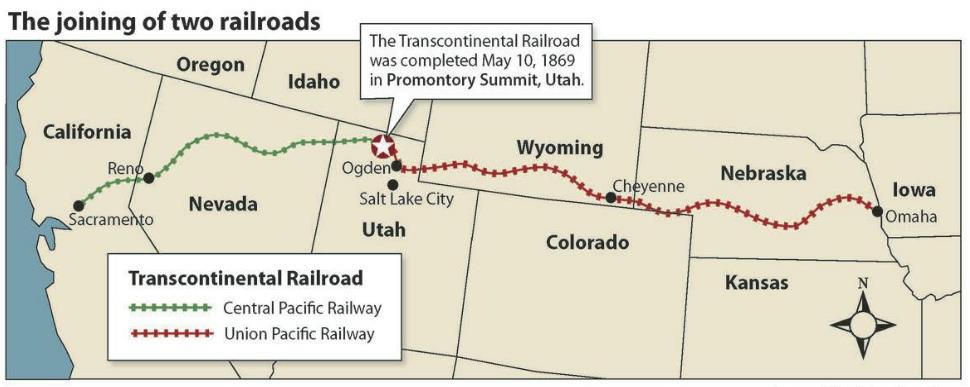 The joining of two railroads
The Transcontinental Railroad
was completed May 10, 1869
in Promontory Summit, Utah.
Oregon
Idaho
California
Reno
Sacramento
Nevada
Ogden
Salt Lake City
Utah
Wyoming
Cheyenne
Colorado
Nebraska
Iowa
Omaha
Kansas
N
Transcontinental Railroad
Central Pacific Railway
Union Pacific Railway